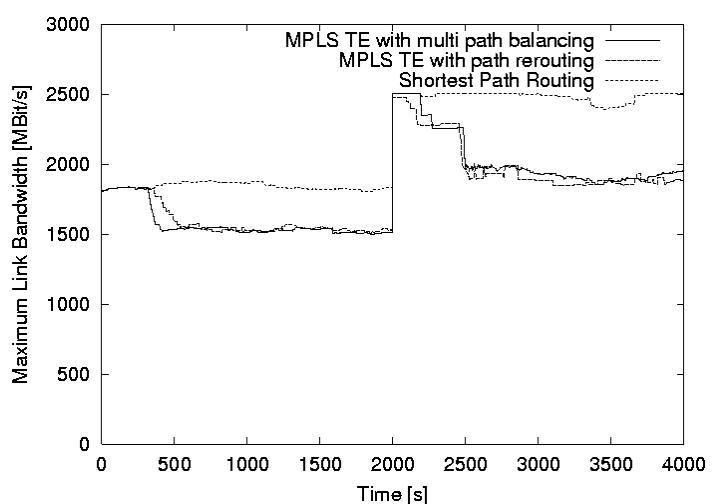 3000
MPLS TE with multi path balancing
MPLS TE with path rerouting
Shortest Path Routing
2500
2000
1500
1000
500
0
Maximum Link Bandwidth [MBit/s]
0 500 1000 1500 2000 2500 3000 3500 4000
Time [s]